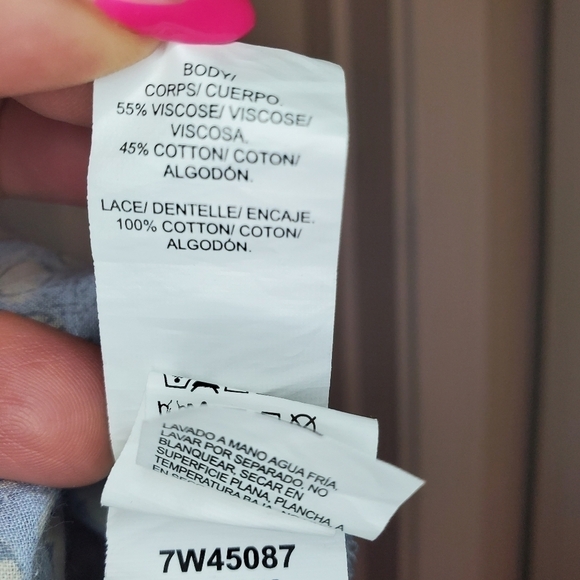 BODY/
CORPS/ CUERPO.
55% VISCOSE/ VISCOSE/
VISCOSA.
45% COTTON/ COTON/
ALGODÓN.
LACE/ DENTELLE/ ENCAJE.
100% COTTON/ COTON/
ALGODÓN.
LAVADO A MANO AGUA FRÍA.
LAVAR POR SEPARADO. NO
BLANQUEAR. SECAR EN
SUPERFICIE PLANA. PLANCHA A
TEMPERATURA BAJA.
7W45087